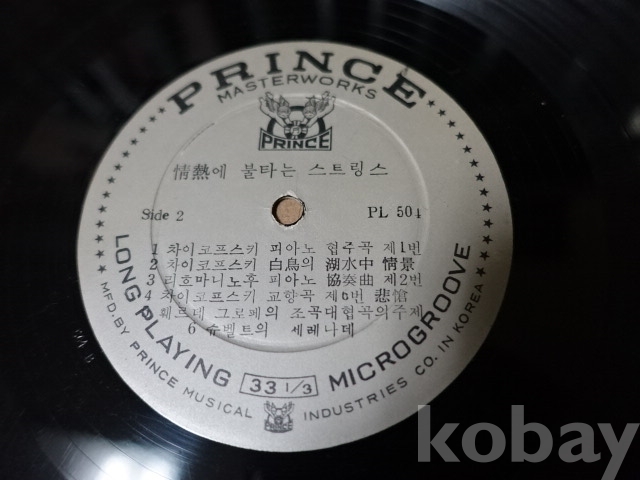 PRINCE
MASTERWORKS
PRINCE
情熱에 불타는 스트링스
Side 2
PL 504
1 차이코프스키 피아노 협주곡 제1번
2 차이코프스키 白鳥의 湖水中 情景
3 리흐마니노후 피아노 協奏曲 제2번
4 차이코프스키 교향곡 제6번 悲愴
5 훼르데 그로페의 조곡대협곡의주제
6 슈벨트의 세레나데
LONG PLAYING 33 1/3 MICROGROOVE
MFD. BY PRINCE MUSICAL INDUSTRIES CO. IN KOREA
kobay